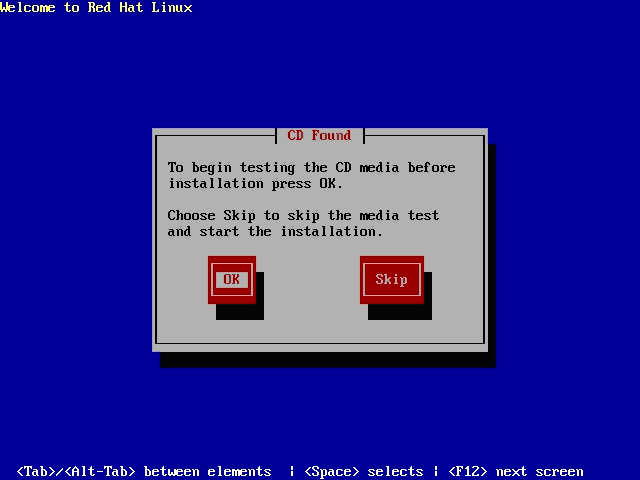 Welcome to Red Hat Linux
CD Found
To begin testing the CD media before
installation press OK.
Choose Skip to skip the media test
and start the installation.
OK Skip
<Tab>/<Alt-Tab> between elements | <Space> selects | <F12> next screen